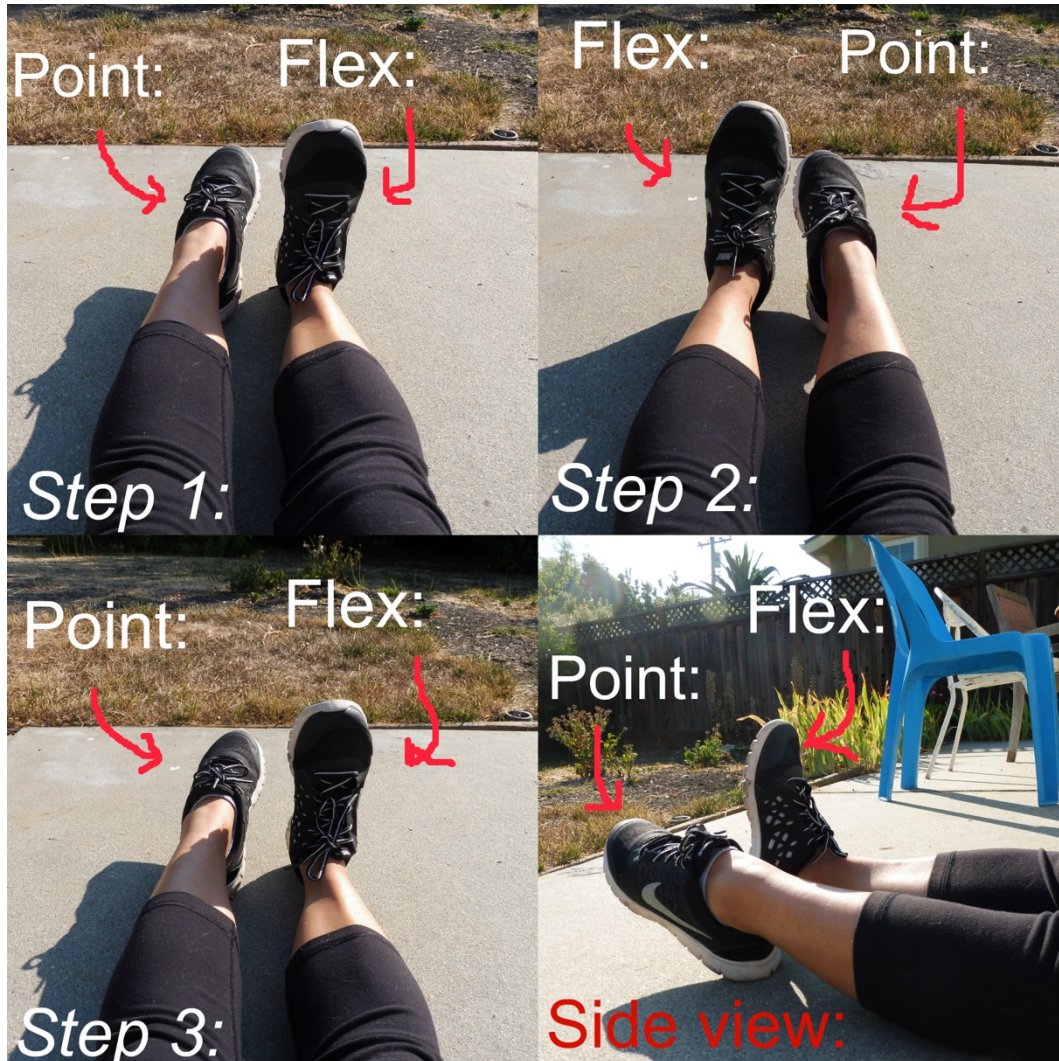 Point:
Flex:
Step 1:
Flex:
Point:
Step 2:
Point:
Flex:
Step 3:
Flex:
Point:
Side view: